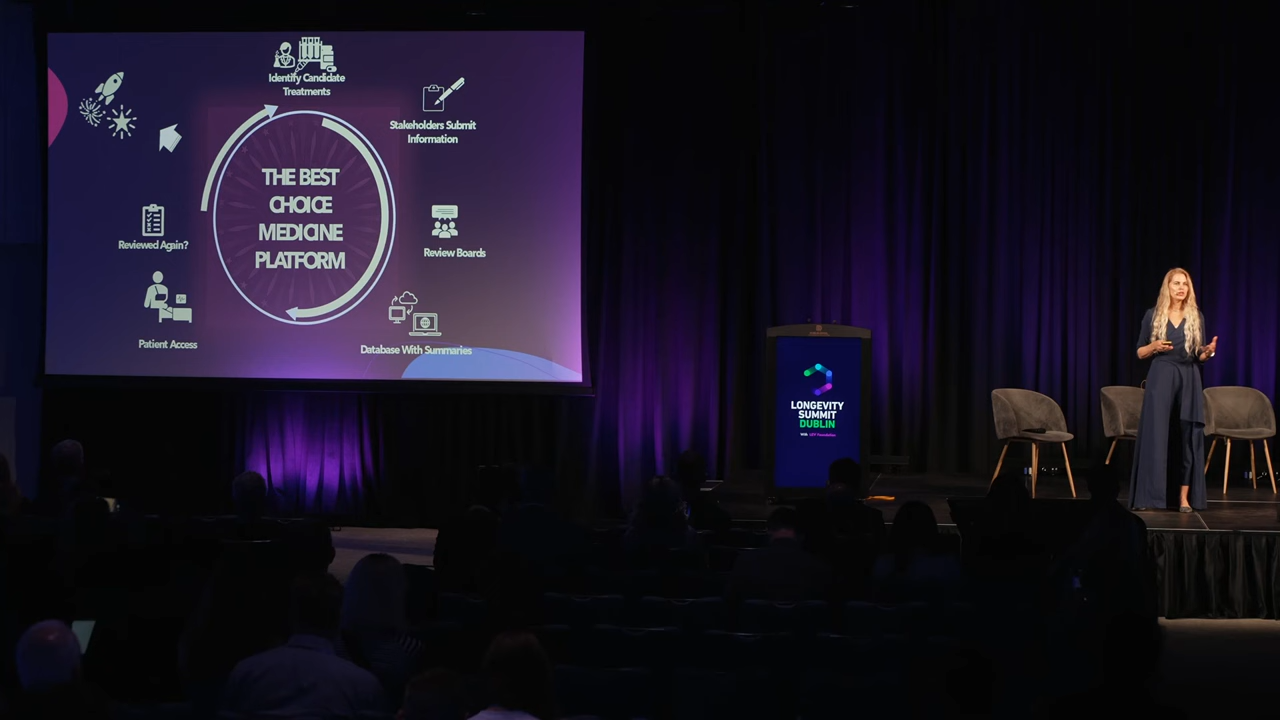 Identify Candidate
Treatments
Stakeholders Submit
Information
Review Boards
Database With Summaries
Patient Access
Reviewed Again?
THE BEST
CHOICE
MEDICINE
PLATFORM
LONGEVITY
SUMMIT
DUBLIN
With